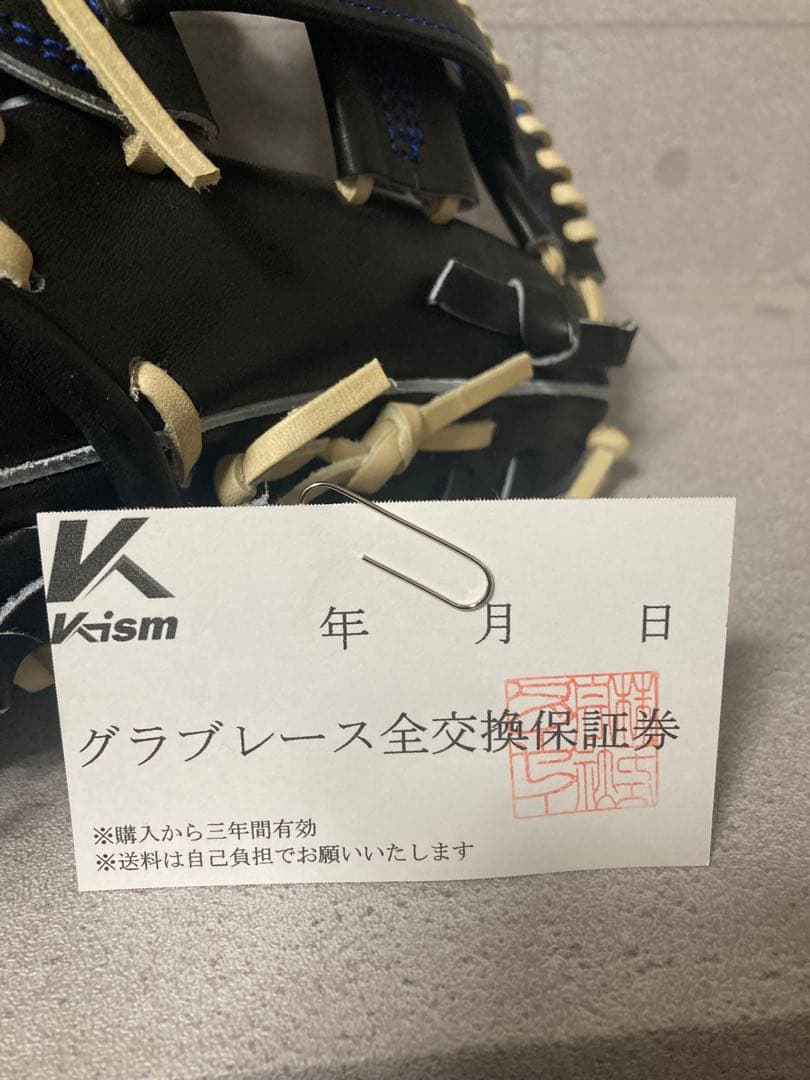 K-ism
年 月 日
グラブレース全交換保証券
※購入から三年間有効
※送料は自己負担でお願いいたします